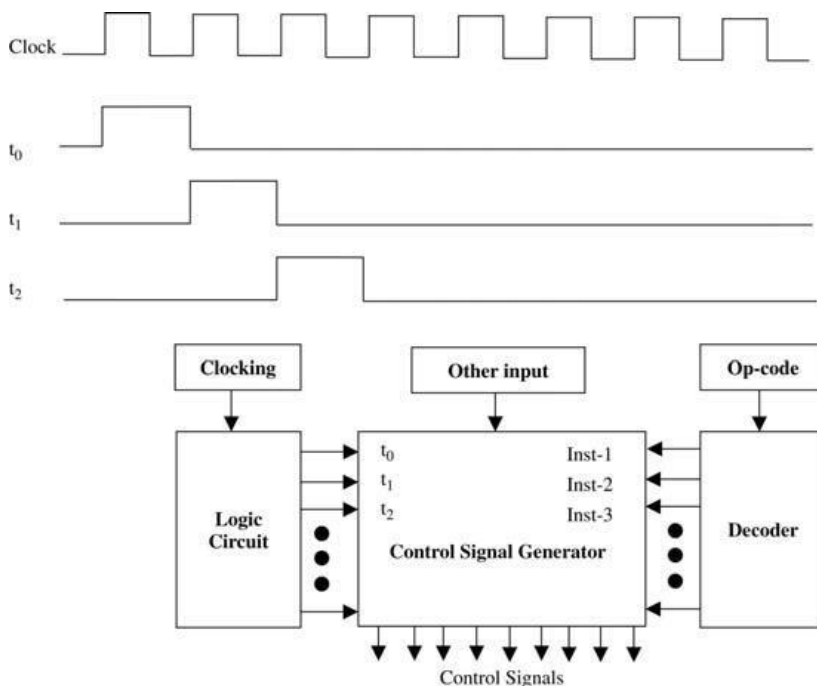 Clock
t0
t1
t2
Clocking
Other input
Op-code
t0
Inst-1
t1
Inst-2
t2
Inst-3
Logic
Circuit
Control Signal Generator
Decoder
Control Signals